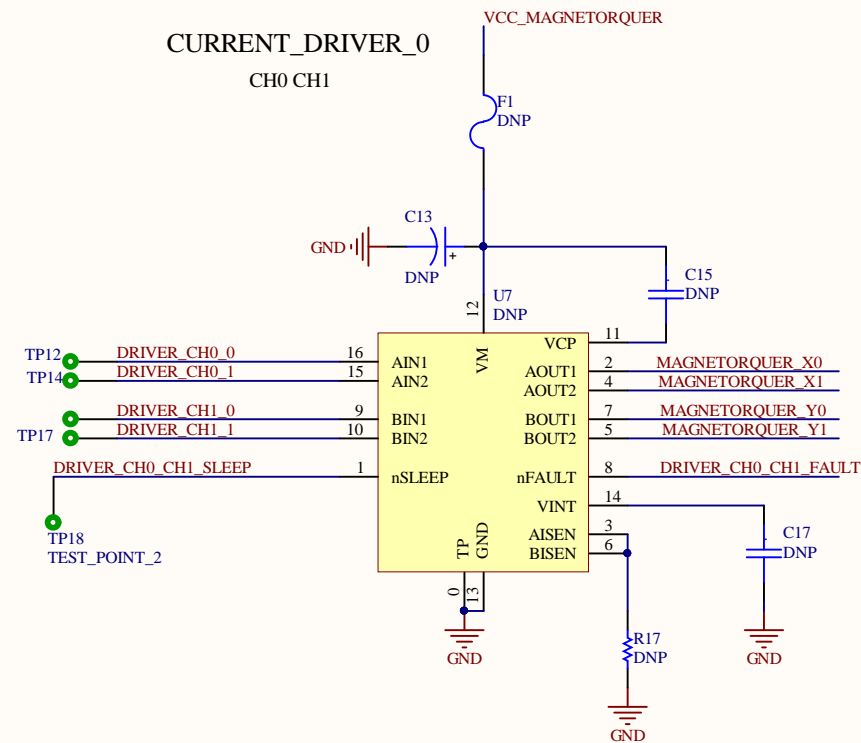 VCC_MAGNETORQUER
CURRENT_DRIVER_0
CH0 CH1
F1
DNP
C13
GND
+
DNP
C15
DNP
U7
DNP
12
VM
VCP
11
TP12
DRIVER_CH0_0
16
AIN1
AOUT1
2
MAGNETORQUER_X0
TP14
DRIVER_CH0_1
15
AIN2
AOUT2
4
MAGNETORQUER_X1
DRIVER_CH1_0
9
BIN1
BOUT1
7
MAGNETORQUER_Y0
TP17
DRIVER_CH1_1
10
BIN2
BOUT2
5
MAGNETORQUER_Y1
DRIVER_CH0_CH1_SLEEP
1
nSLEEP
nFAULT
8
DRIVER_CH0_CH1_FAULT
VINT
14
TP18
TEST_POINT_2
AISEN
3
BISEN
6
C17
DNP
TP
GND
0
13
GND
R17
DNP
GND
GND